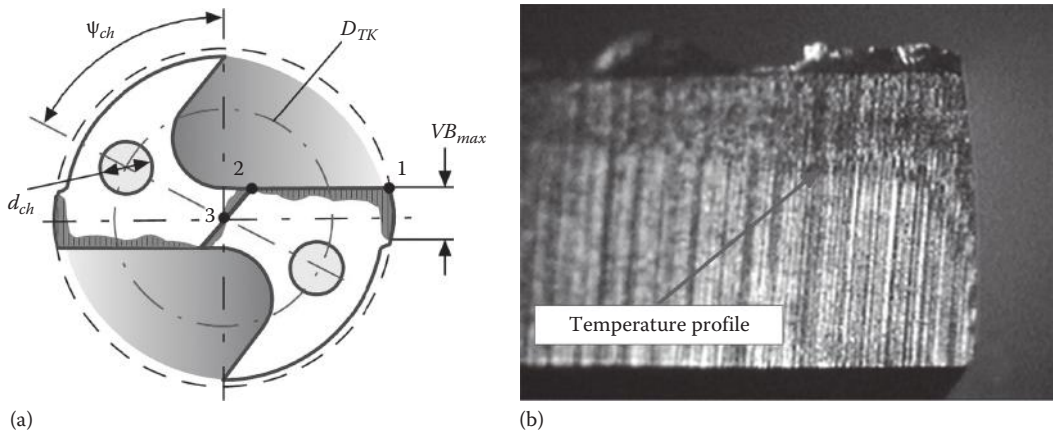 ψch
DTK
VBmax
2
1
dch
3
Temperature profile
(a)
(b)